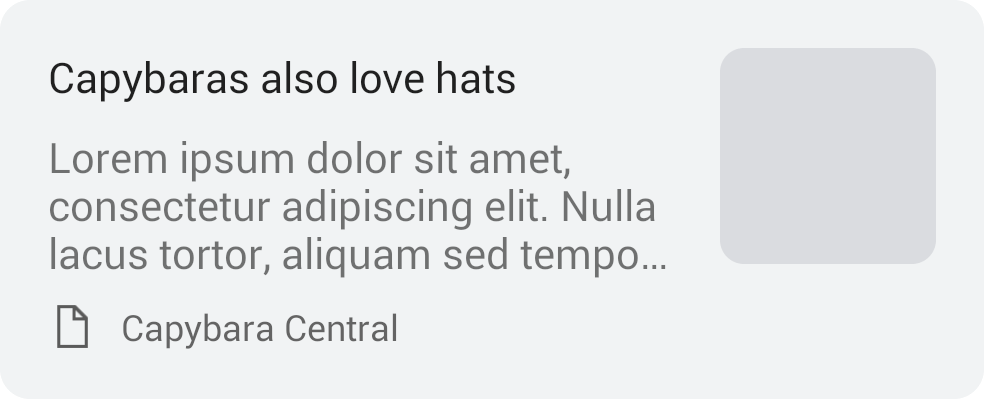 Capybaras also love hats
Lorem ipsum dolor sit amet,
consectetur adipiscing elit. Nulla
lacus tortor, aliquam sed tempo...
Capybara Central